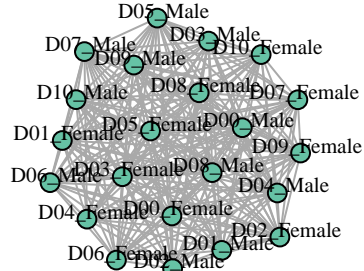 D05_Male
D03_Male
D10_Female
D07_Male
D09_Male
D08_Female
D10_Male
D07_Female
D00_Male
D05_Female
D01_Female
D09_Female
D08_Male
D03_Female
D06_Male
D04_Male
D00_Female
D04_Female
D02_Female
D01_Male
D06_Female
D02_Male